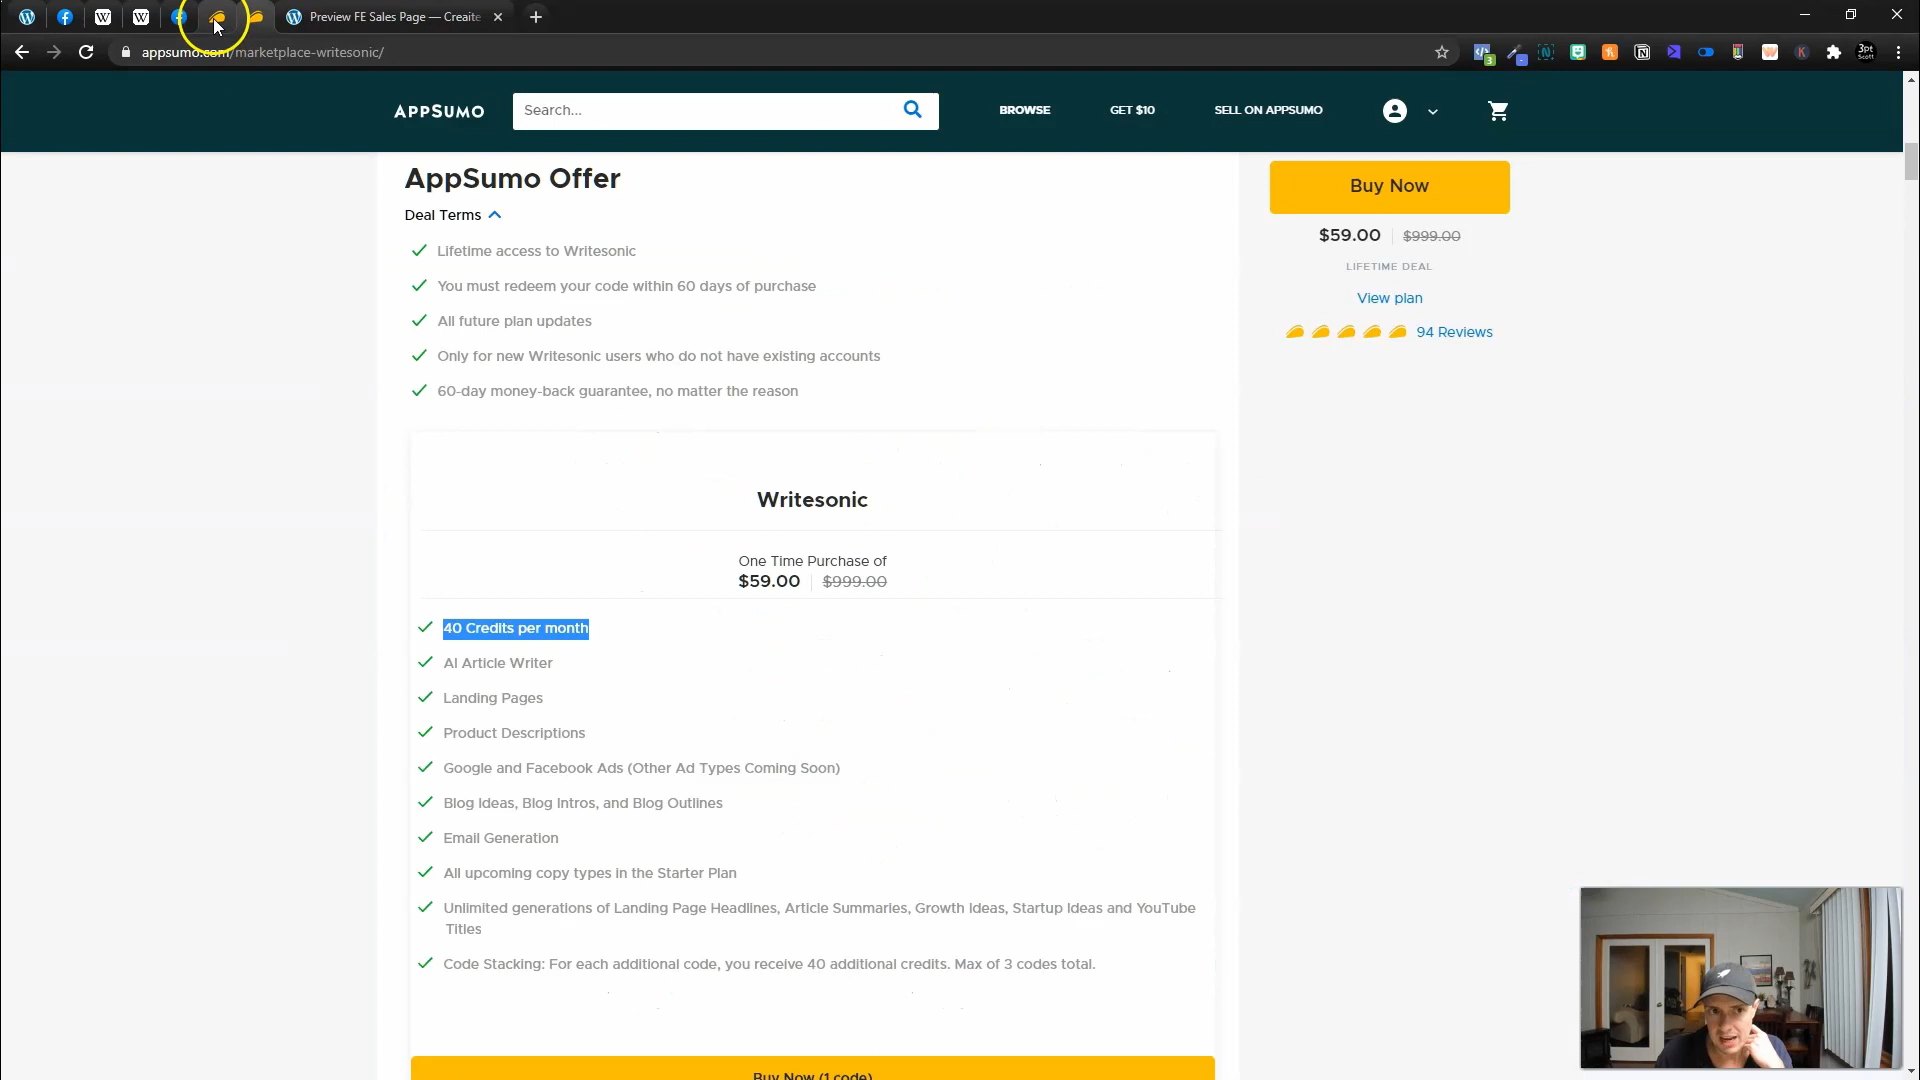 Preview FE Sales Page — Create
appsumo.com/marketplace-writesonic/
3
3pt
Scott
APPSUMO
Search...
BROWSE
GET $10
SELL ON APPSUMO
AppSumo Offer
Deal Terms
Lifetime access to Writesonic
You must redeem your code within 60 days of purchase
All future plan updates
Only for new Writesonic users who do not have existing accounts
60-day money-back guarantee, no matter the reason
Buy Now
$59.00 | $999.00
LIFETIME DEAL
View plan
94 Reviews
Writesonic
One Time Purchase of
$59.00 | $999.00
40 Credits per month
AI Article Writer
Landing Pages
Product Descriptions
Google and Facebook Ads (Other Ad Types Coming Soon)
Blog Ideas, Blog Intros, and Blog Outlines
Email Generation
All upcoming copy types in the Starter Plan
Unlimited generations of Landing Page Headlines, Article Summaries, Growth Ideas, Startup Ideas and YouTube
Titles
Code Stacking: For each additional code, you receive 40 additional credits. Max of 3 codes total.
Buy Now (1 code)